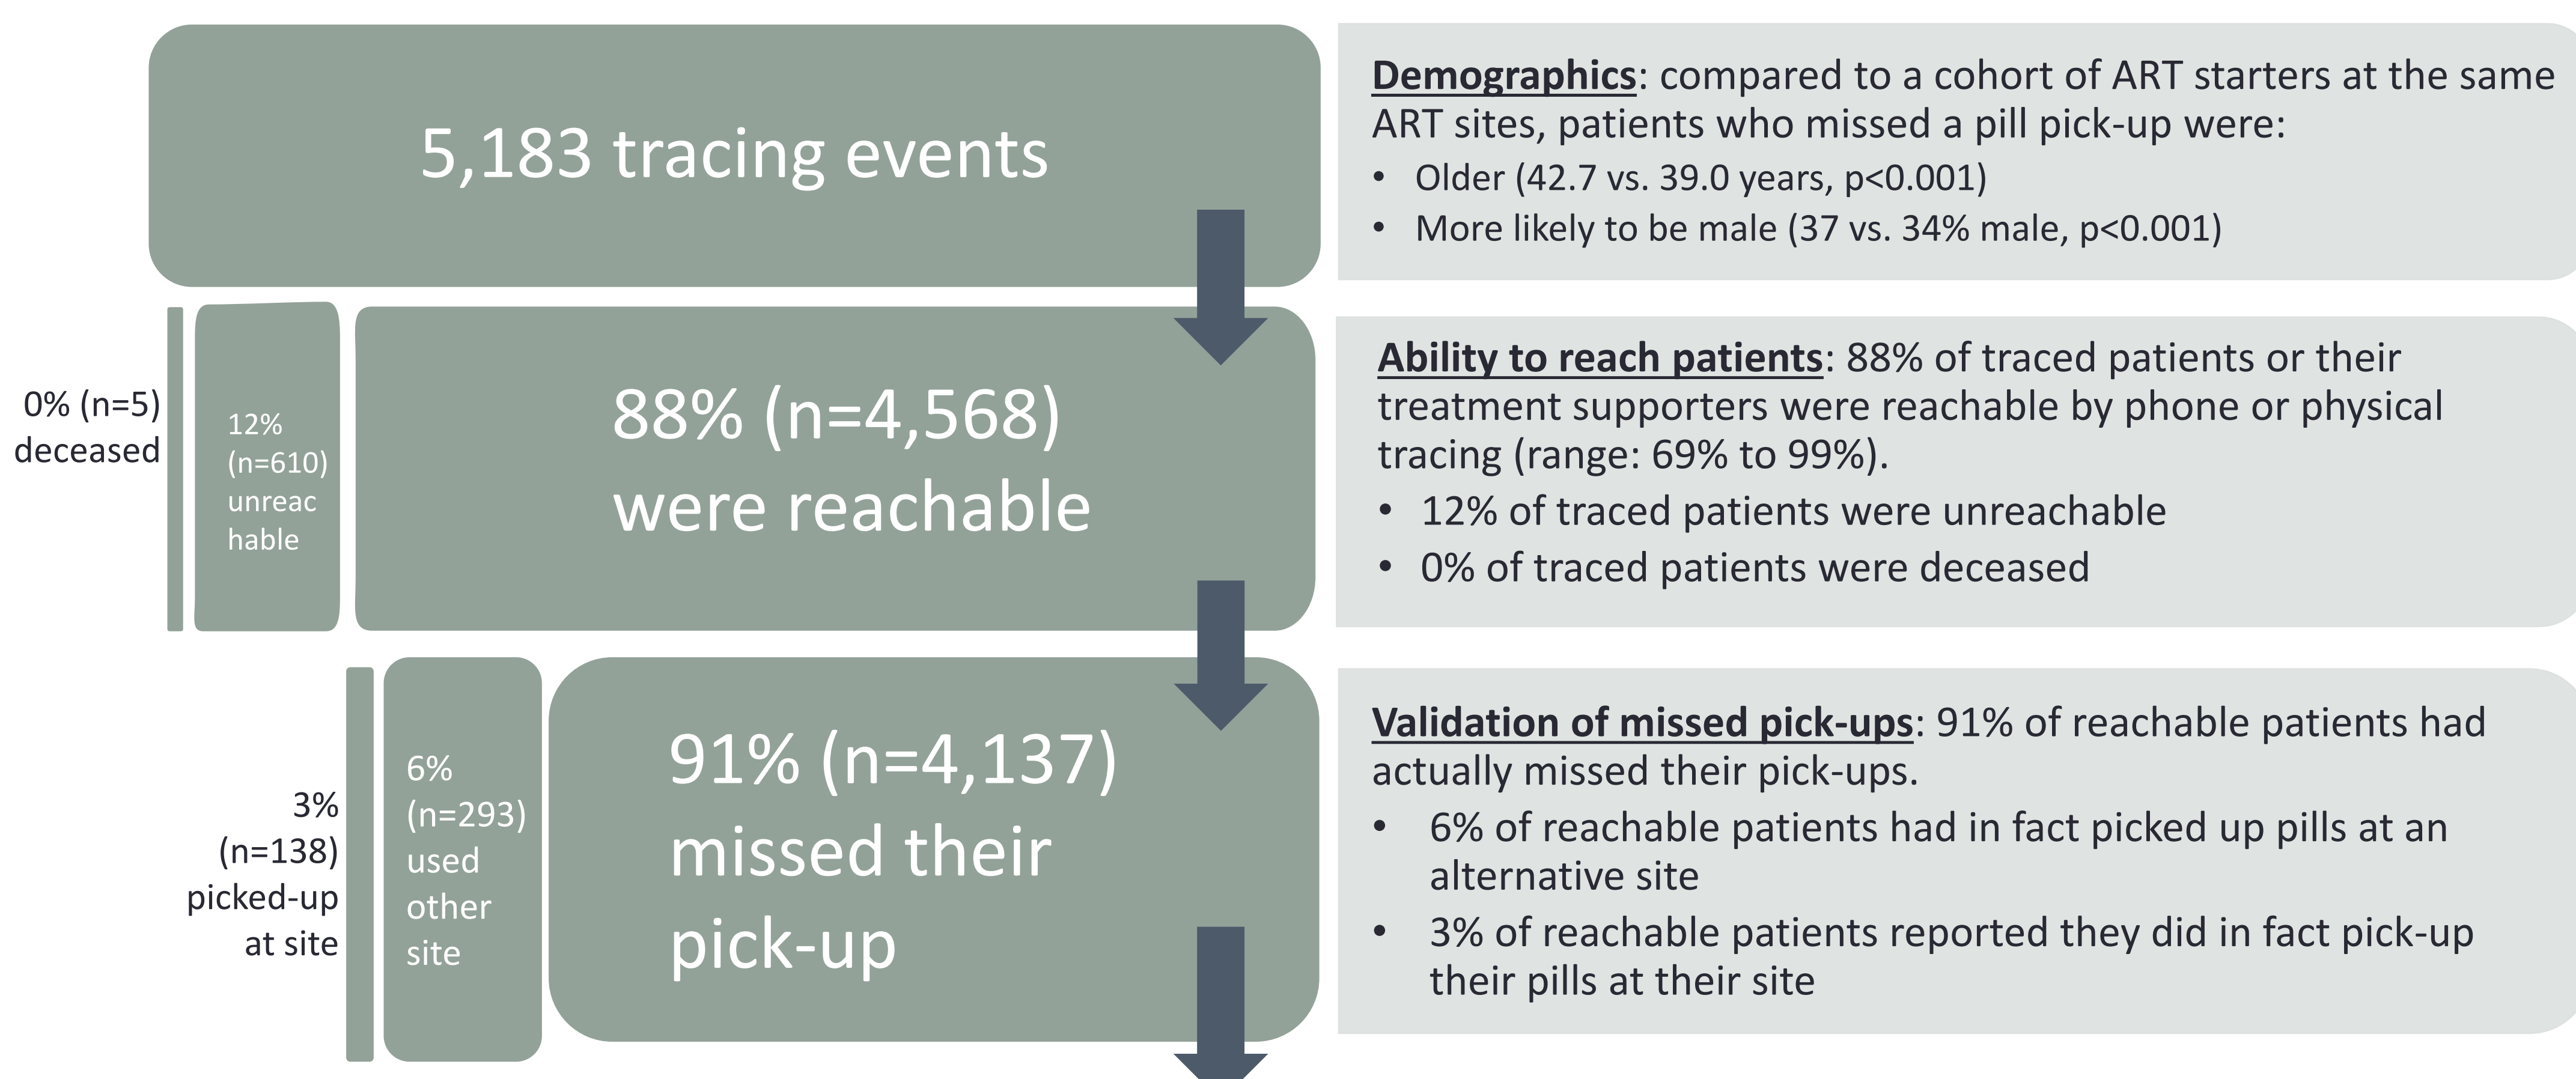 5,183 tracing events
Demographics: compared to a cohort of ART starters at the same
ART sites, patients who missed a pill pick-up were:
• Older (42.7 vs. 39.0 years, p<0.001)
• More likely to be male (37 vs. 34% male, p<0.001)
0% (n=5)
deceased
12%
(n=610)
unreac
hable
88% (n=4,568)
were reachable
Ability to reach patients: 88% of traced patients or their
treatment supporters were reachable by phone or physical
tracing (range: 69% to 99%).
• 12% of traced patients were unreachable
• 0% of traced patients were deceased
3%
(n=138)
picked-up
at site
6%
(n=293)
used
other
site
91% (n=4,137)
missed their
pick-up
Validation of missed pick-ups: 91% of reachable patients had
actually missed their pick-ups.
• 6% of reachable patients had in fact picked up pills at an
alternative site
• 3% of reachable patients reported they did in fact pick-up
their pills at their site